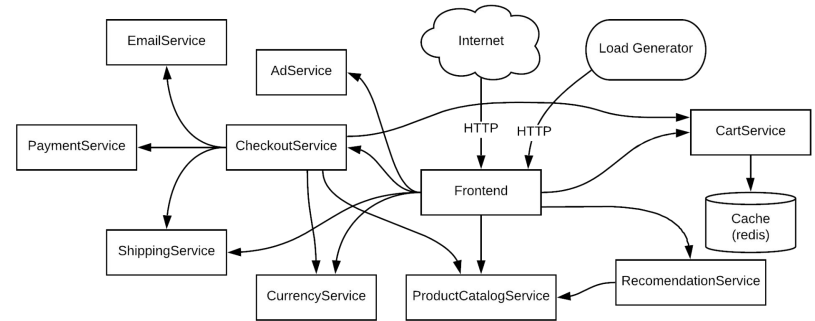 EmailService
Internet
Load Generator
AdService
HTTP
HTTP
CartService
PaymentService
CheckoutService
Frontend
Cache
(redis)
ShippingService
RecomendationService
CurrencyService
ProductCatalogService